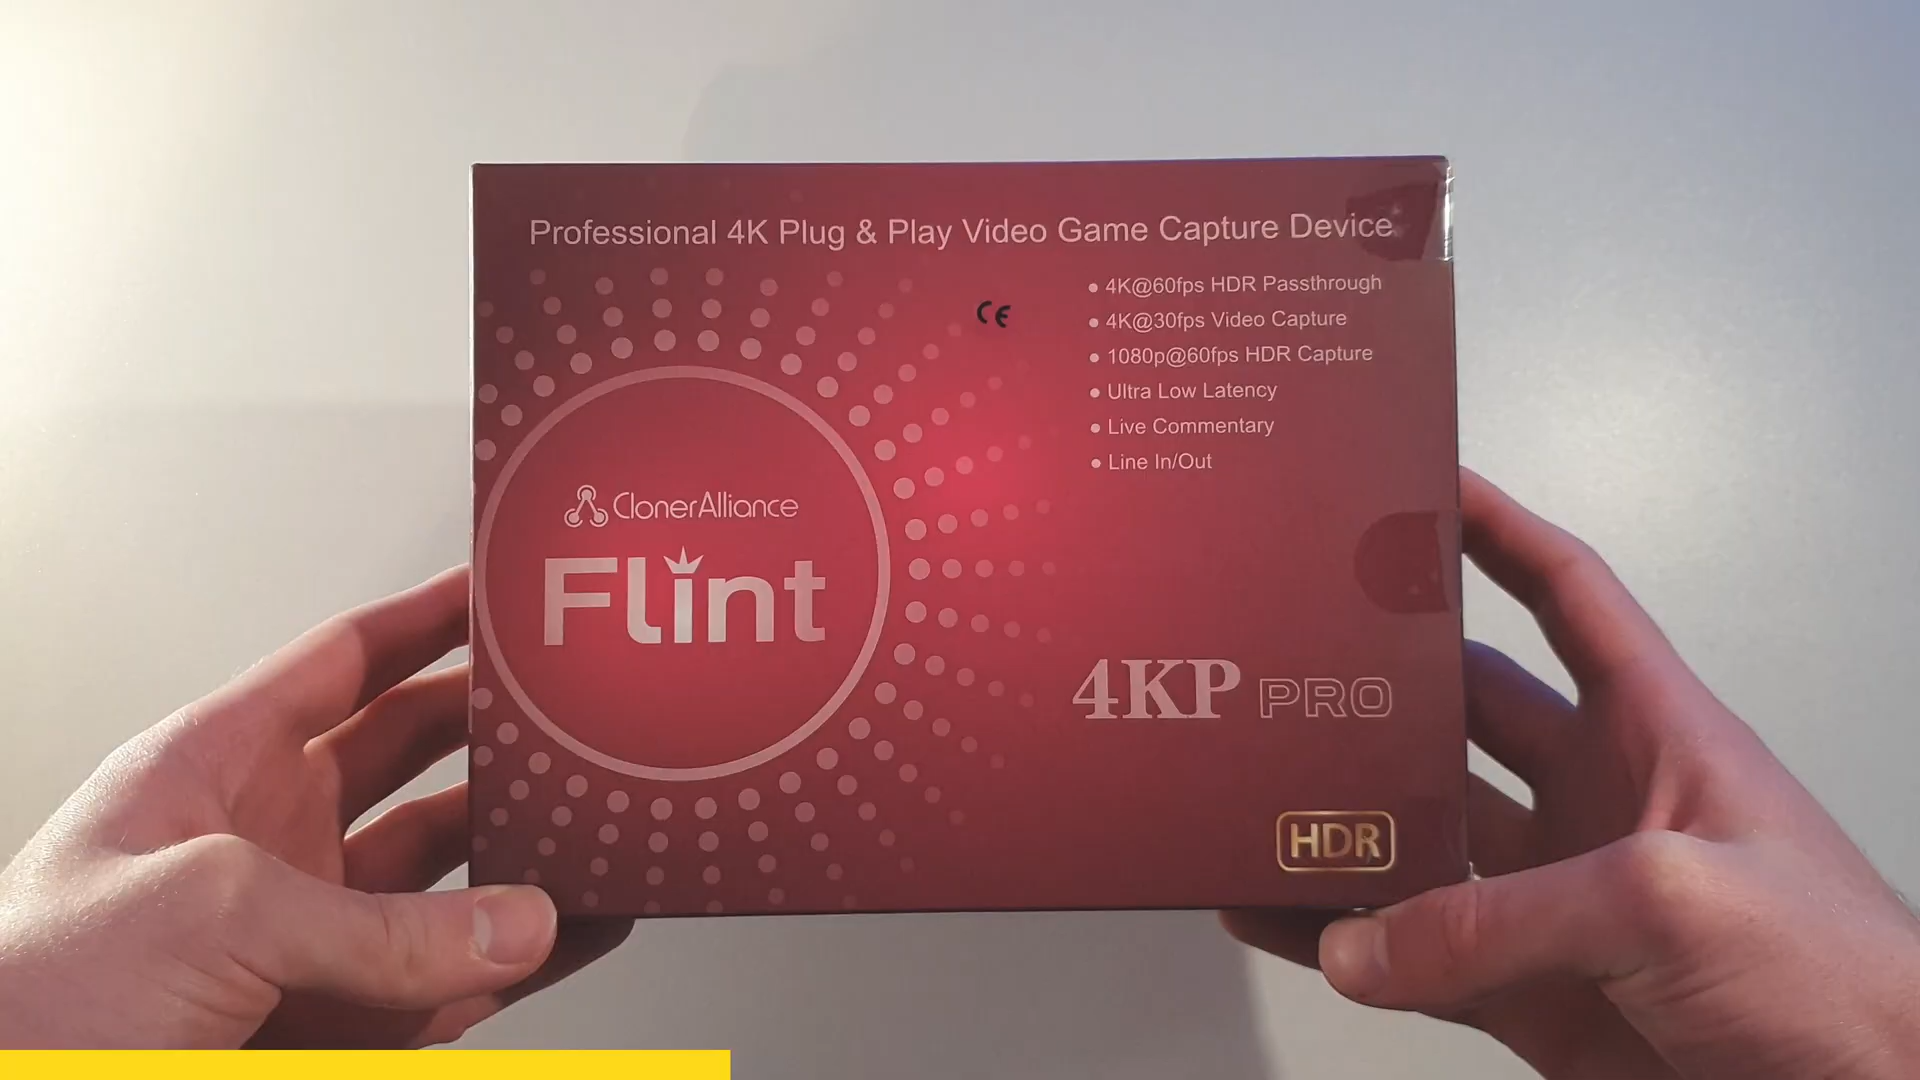 Professional 4K Plug & Play Video Game Capture Device
CE
• 4K@60fps HDR Passthrough
• 4K@30fps Video Capture
• 1080p@60fps HDR Capture
• Ultra Low Latency
• Live Commentary
• Line In/Out
ClonerAlliance
Flint
4KP PRO
HDR